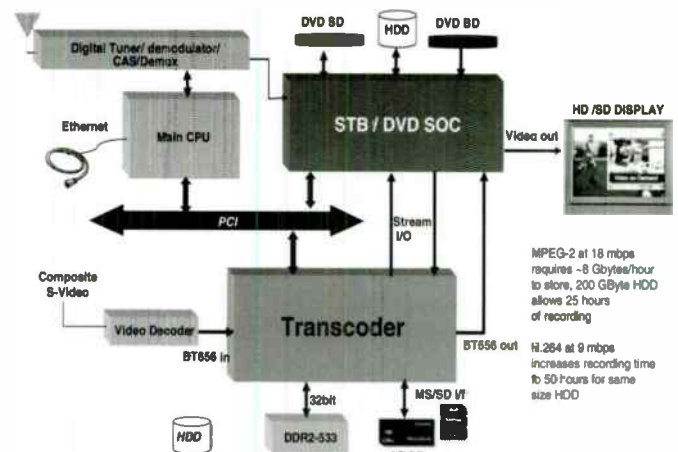 DVD SD
HDD
DVD BD
Digital Tuner/ demodulator/
CAS/Demux
Ethernet
Main CPU
STB / DVD SOC
Video out
HD /SD DISPLAY
PCI
Stream
I/O
Composite
S-Video
Video Decoder
BT656 in
Transcoder
BT656 out
MPEG-2 at 18 mbps
requires ~8 Gbytes/hour
to store, 200 GByte HDD
allows 25 hours
of recording
H.264 at 9 mbps
increases recording time
to 50 hours for same
size HDD
32bit
MS/SD I/f
HDD
DDR2-533